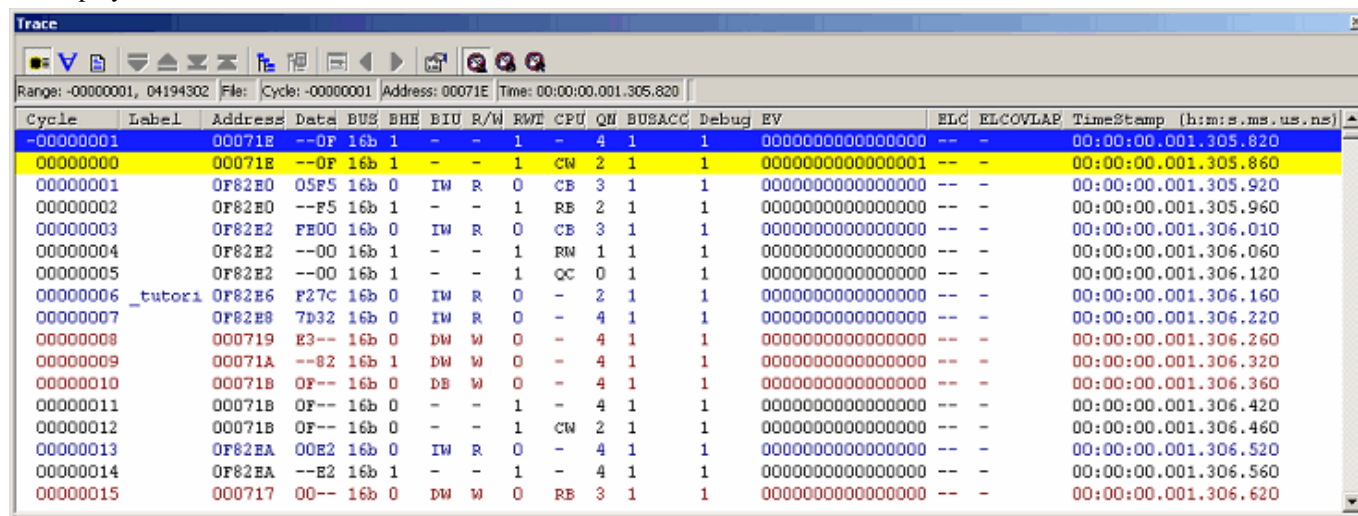 Trace
Range: -00000001, 04194302 File: Cycle: -00000001 Address: 00071E Time: 00:00:00.001.305.820
Cycle Label Address Data BUS BHE BIU R/W RWT CPU QN BUSACC Debug EV ELC ELCOVLAP TimeStamp (h:m:s.ms.us.ns)
-00000001 00071E --0F 16b 1 - - 1 - 4 1 1 0000000000000000 -- - 00:00:00.001.305.820
00000000 00071E --0F 16b 1 - - 1 CW 2 1 1 0000000000000001 -- - 00:00:00.001.305.860
00000001 0F82E0 05F5 16b 0 IW R 0 CB 3 1 1 0000000000000000 -- - 00:00:00.001.305.920
00000002 0F82E0 --F5 16b 1 - - 1 RB 2 1 1 0000000000000000 -- - 00:00:00.001.305.960
00000003 0F82E2 FE00 16b 0 IW R 0 CB 3 1 1 0000000000000000 -- - 00:00:00.001.306.010
00000004 0F82E2 --00 16b 1 - - 1 RW 1 1 1 0000000000000000 -- - 00:00:00.001.306.060
00000005 0F82E2 --00 16b 1 - - 1 QC 0 1 1 0000000000000000 -- - 00:00:00.001.306.120
00000006 _tutori 0F82E6 F27C 16b 0 IW R 0 - 2 1 1 0000000000000000 -- - 00:00:00.001.306.160
00000007 0F82E8 7D32 16b 0 IW R 0 - 4 1 1 0000000000000000 -- - 00:00:00.001.306.220
00000008 000719 E3-- 16b 0 DW W 0 - 4 1 1 0000000000000000 -- - 00:00:00.001.306.260
00000009 00071A --82 16b 1 DW W 0 - 4 1 1 0000000000000000 -- - 00:00:00.001.306.320
00000010 00071B 0F-- 16b 0 DB W 0 - 4 1 1 0000000000000000 -- - 00:00:00.001.306.360
00000011 00071B 0F-- 16b 0 - - 1 - 4 1 1 0000000000000000 -- - 00:00:00.001.306.420
00000012 00071B 0F-- 16b 0 - - 1 CW 2 1 1 0000000000000000 -- - 00:00:00.001.306.460
00000013 0F82EA 00E2 16b 0 IW R 0 - 4 1 1 0000000000000000 -- - 00:00:00.001.306.520
00000014 0F82EA --E2 16b 1 - - 1 - 4 1 1 0000000000000000 -- - 00:00:00.001.306.560
00000015 000717 00-- 16b 0 DW W 0 RB 3 1 1 0000000000000000 -- - 00:00:00.001.306.620